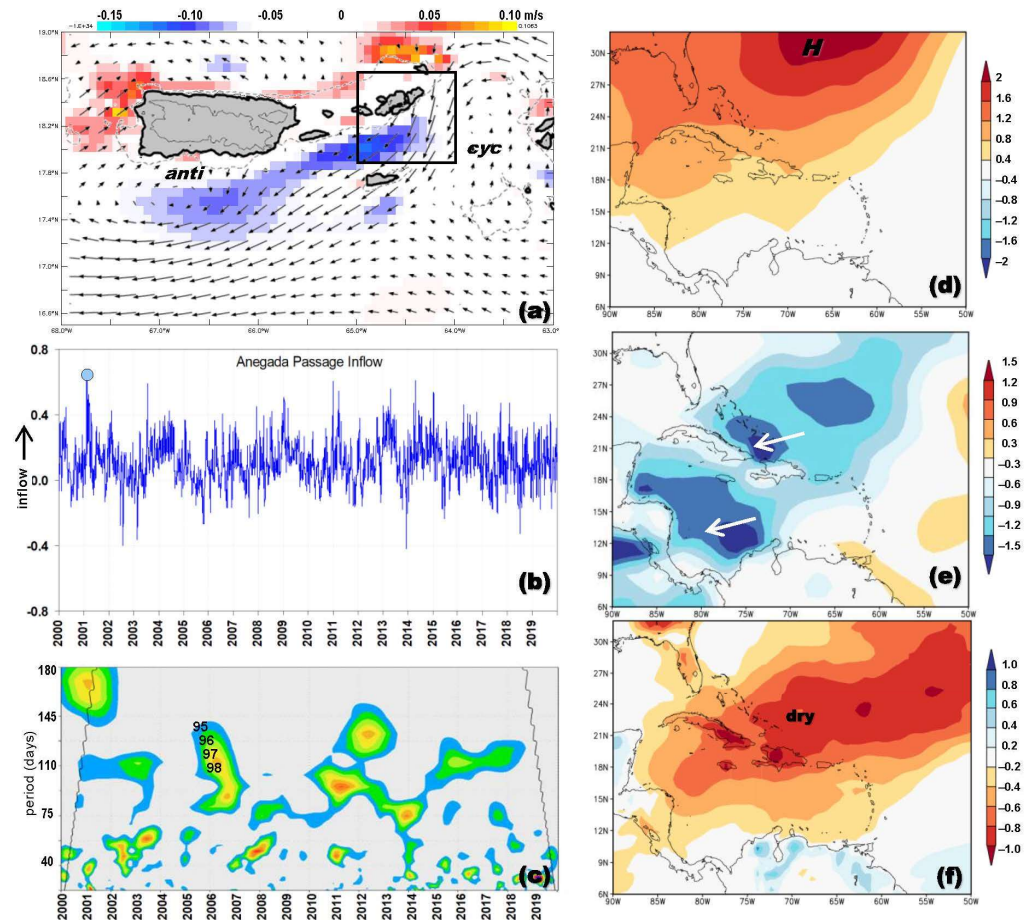 -0.15 -0.10 -0.05 0 0.05 0.10 m/s
-1.0E+34 0.1063
19.0°N
18.6°N
18.2°N
17.8°N
17.4°N
17.0°N
16.6°N
68.0°W 67.0°W 66.0°W 65.0°W 64.0°W 63.0°
anti
cyc
(a)
Anegada Passage Inflow
0.8
0.4
0.0
-0.4
-0.8
inflow
(b)
2000 2001 2002 2003 2004 2005 2006 2007 2008 2009 2010 2011 2012 2013 2014 2015 2016 2017 2018 2019
period (days)
180
145
110
75
40
95
96
97
98
(c)
2000 2001 2002 2003 2004 2005 2006 2007 2008 2009 2010 2011 2012 2013 2014 2015 2016 2017 2018 2019
H
30N
27N
24N
21N
18N
15N
12N
9N
6N
90W 85W 80W 75W 70W 65W 60W 55W 50W
(d)
2
1.6
1.2
0.8
0.4
–0.4
–0.8
–1.2
–1.6
–2
30N
27N
24N
21N
18N
15N
12N
9N
6N
90W 85W 80W 75W 70W 65W 60W 55W 50W
(e)
1.5
1.2
0.9
0.6
0.3
–0.3
–0.6
–0.9
–1.2
–1.5
30N
27N
24N
21N
18N
15N
12N
9N
6N
90W 85W 80W 75W 70W 65W 60W 55W 50W
dry
(f)
1.0
0.8
0.6
0.4
0.2
–0.2
–0.4
–0.6
–0.8
–1.0